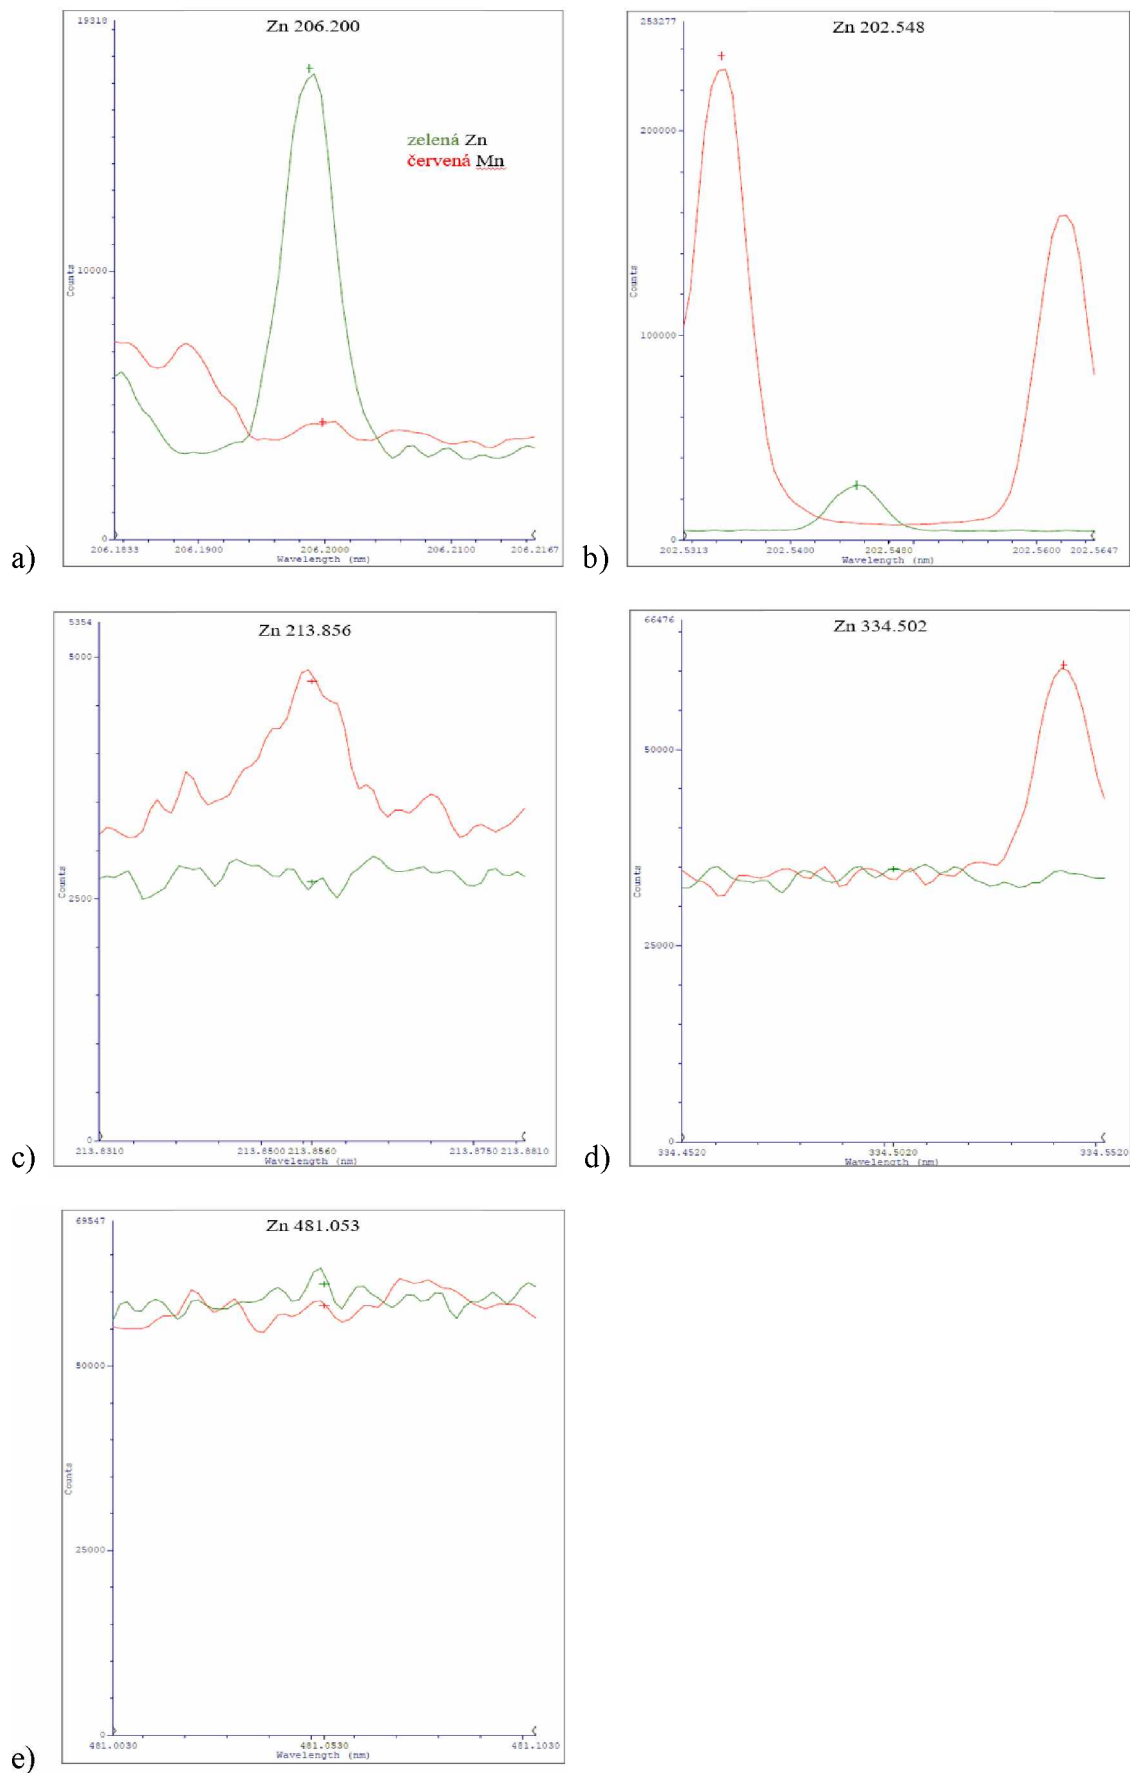 Zn 206.200
19318
zelená Zn
červená Mn
10000
Counts
0
206.1833 206.1900 206.2000 206.2100 206.2167
Wavelength (nm)
a)
Zn 202.548
253277
200000
Counts
100000
0
202.5313 202.5400 202.5480 202.5600 202.5647
Wavelength (nm)
b)
Zn 213.856
5354
5000
Counts
2500
0
213.8310 213.8500 213.8560 213.8750 213.8810
Wavelength (nm)
c)
Zn 334.502
66476
50000
Counts
25000
0
334.4520 334.5020 334.5520
Wavelength (nm)
d)
Zn 481.053
69547
50000
Counts
25000
0
481.0030 481.0530 481.1030
Wavelength (nm)
e)